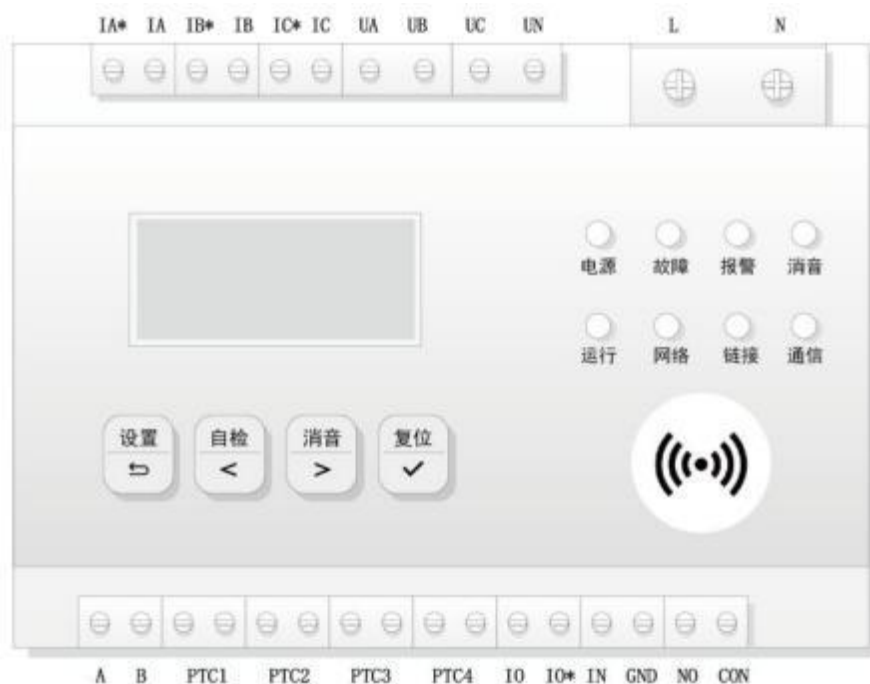 IA* IA IB* IB IC* IC UA UB UC UN L N
电源 故障 报警 消音
运行 网络 链接 通信
设置 自检 消音 复位
A B PTC1 PTC2 PTC3 PTC4 IO IO* IN GND NO CON